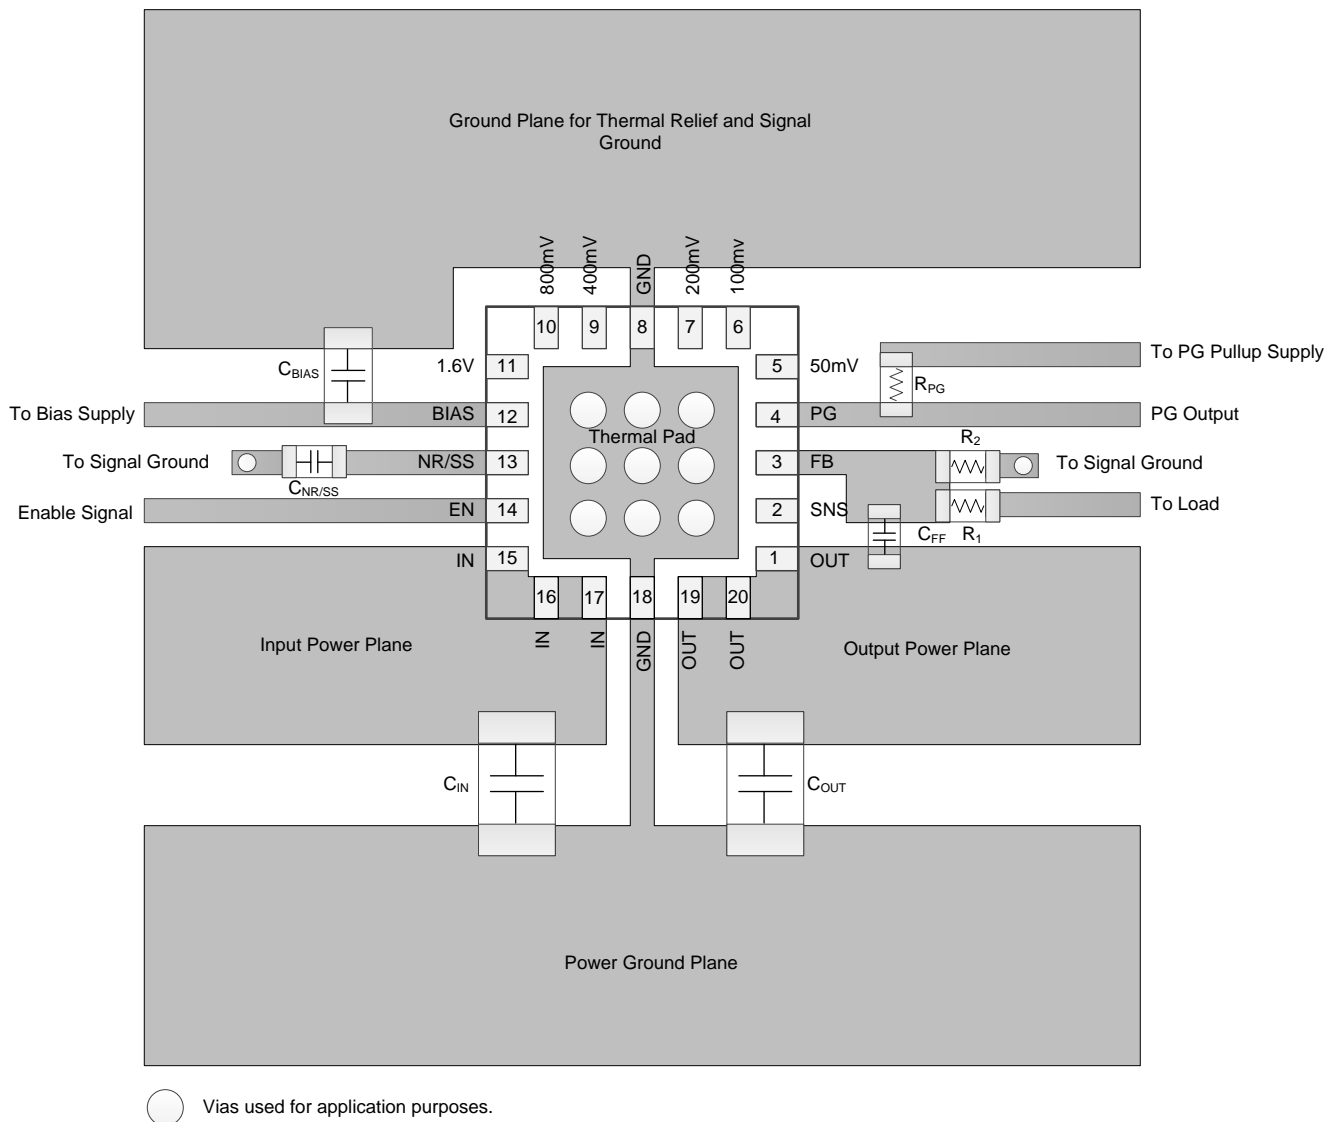 Ground Plane for Thermal Relief and Signal
Ground
800mV
400mV
GND
200mV
100mv
10
9
8
7
6
CBIAS
1.6V
11
5
50mV
RPG
To PG Pullup Supply
To Bias Supply
BIAS
12
4
PG
PG Output
Thermal Pad
R2
To Signal Ground
CNR/SS
NR/SS
13
3
FB
To Signal Ground
Enable Signal
EN
14
2
SNS
CFF
R1
To Load
IN
15
1
OUT
16
17
18
19
20
IN
IN
GND
OUT
OUT
Input Power Plane
Output Power Plane
CIN
COUT
Power Ground Plane
Vias used for application purposes.